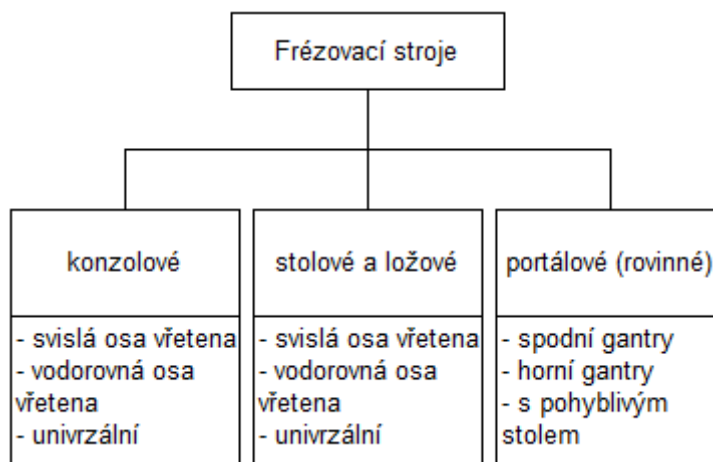 Frézovací stroje
konzolové
- svislá osa vřetena
- vodorovná osa
vřetena
- univrzální
stolové a ložové
- svislá osa vřetena
- vodorovná osa
vřetena
- univrzální
portálové (rovinné)
- spodní gantry
- horní gantry
- s pohyblivým
stolem